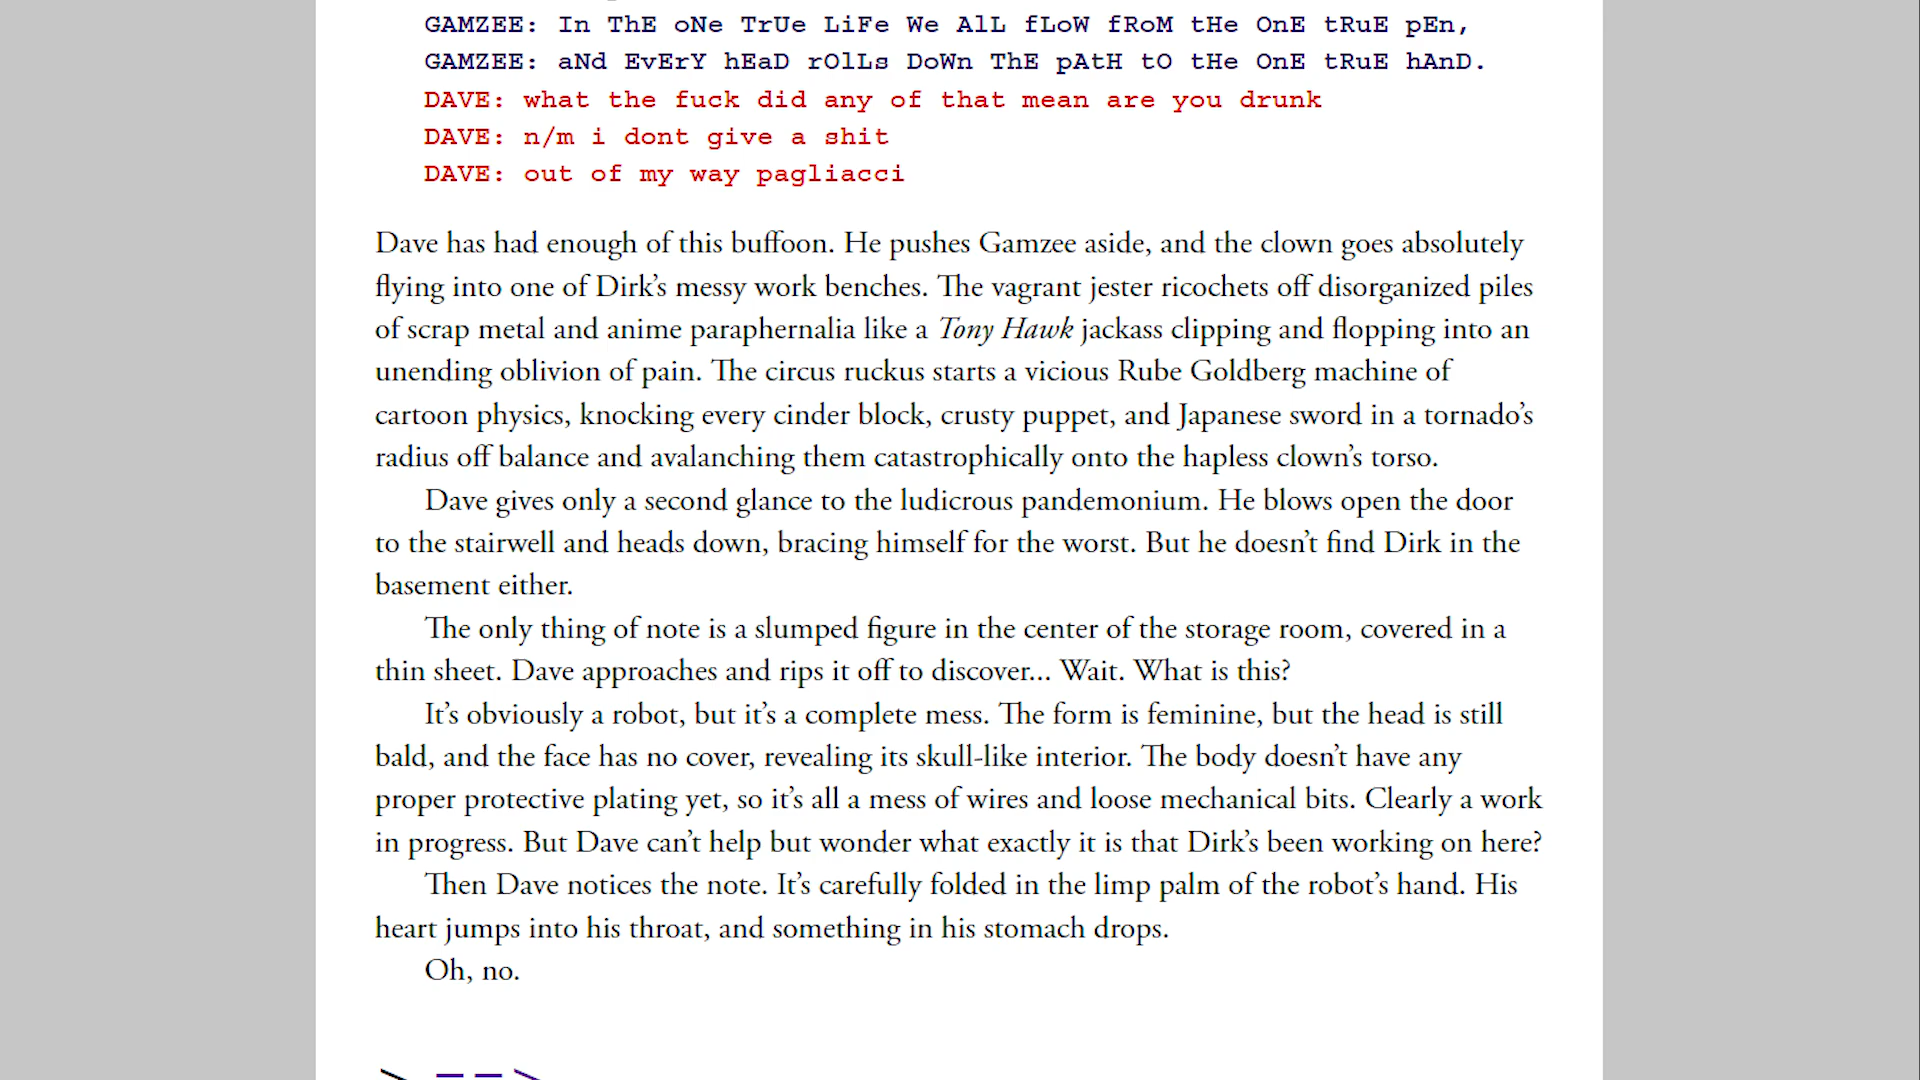 GAMZEE: In ThE oNe TrUe LiFe We AlL fLoW fRoM tHe OnE tRuE pEn,
GAMZEE: aNd EvErY hEaD rOlLs DoWn ThE pAtH tO tHe OnE tRuE hAnD.
DAVE: what the fuck did any of that mean are you drunk
DAVE: n/m i dont give a shit
DAVE: out of my way pagliacci
Dave has had enough of this buffoon. He pushes Gamzee aside, and the clown goes absolutely
flying into one of Dirk’s messy work benches. The vagrant jester ricochets off disorganized piles
of scrap metal and anime paraphernalia like a Tony Hawk jackass clipping and flopping into an
unending oblivion of pain. The circus ruckus starts a vicious Rube Goldberg machine of
cartoon physics, knocking every cinder block, crusty puppet, and Japanese sword in a tornado’s
radius off balance and avalanching them catastrophically onto the hapless clown’s torso.
Dave gives only a second glance to the ludicrous pandemonium. He blows open the door
to the stairwell and heads down, bracing himself for the worst. But he doesn’t find Dirk in the
basement either.
The only thing of note is a slumped figure in the center of the storage room, covered in a
thin sheet. Dave approaches and rips it off to discover... Wait. What is this?
It’s obviously a robot, but it’s a complete mess. The form is feminine, but the head is still
bald, and the face has no cover, revealing its skull-like interior. The body doesn’t have any
proper protective plating yet, so it’s all a mess of wires and loose mechanical bits. Clearly a work
in progress. But Dave can’t help but wonder what exactly it is that Dirk’s been working on here?
Then Dave notices the note. It’s carefully folded in the limp palm of the robot’s hand. His
heart jumps into his throat, and something in his stomach drops.
Oh, no.
> ==>